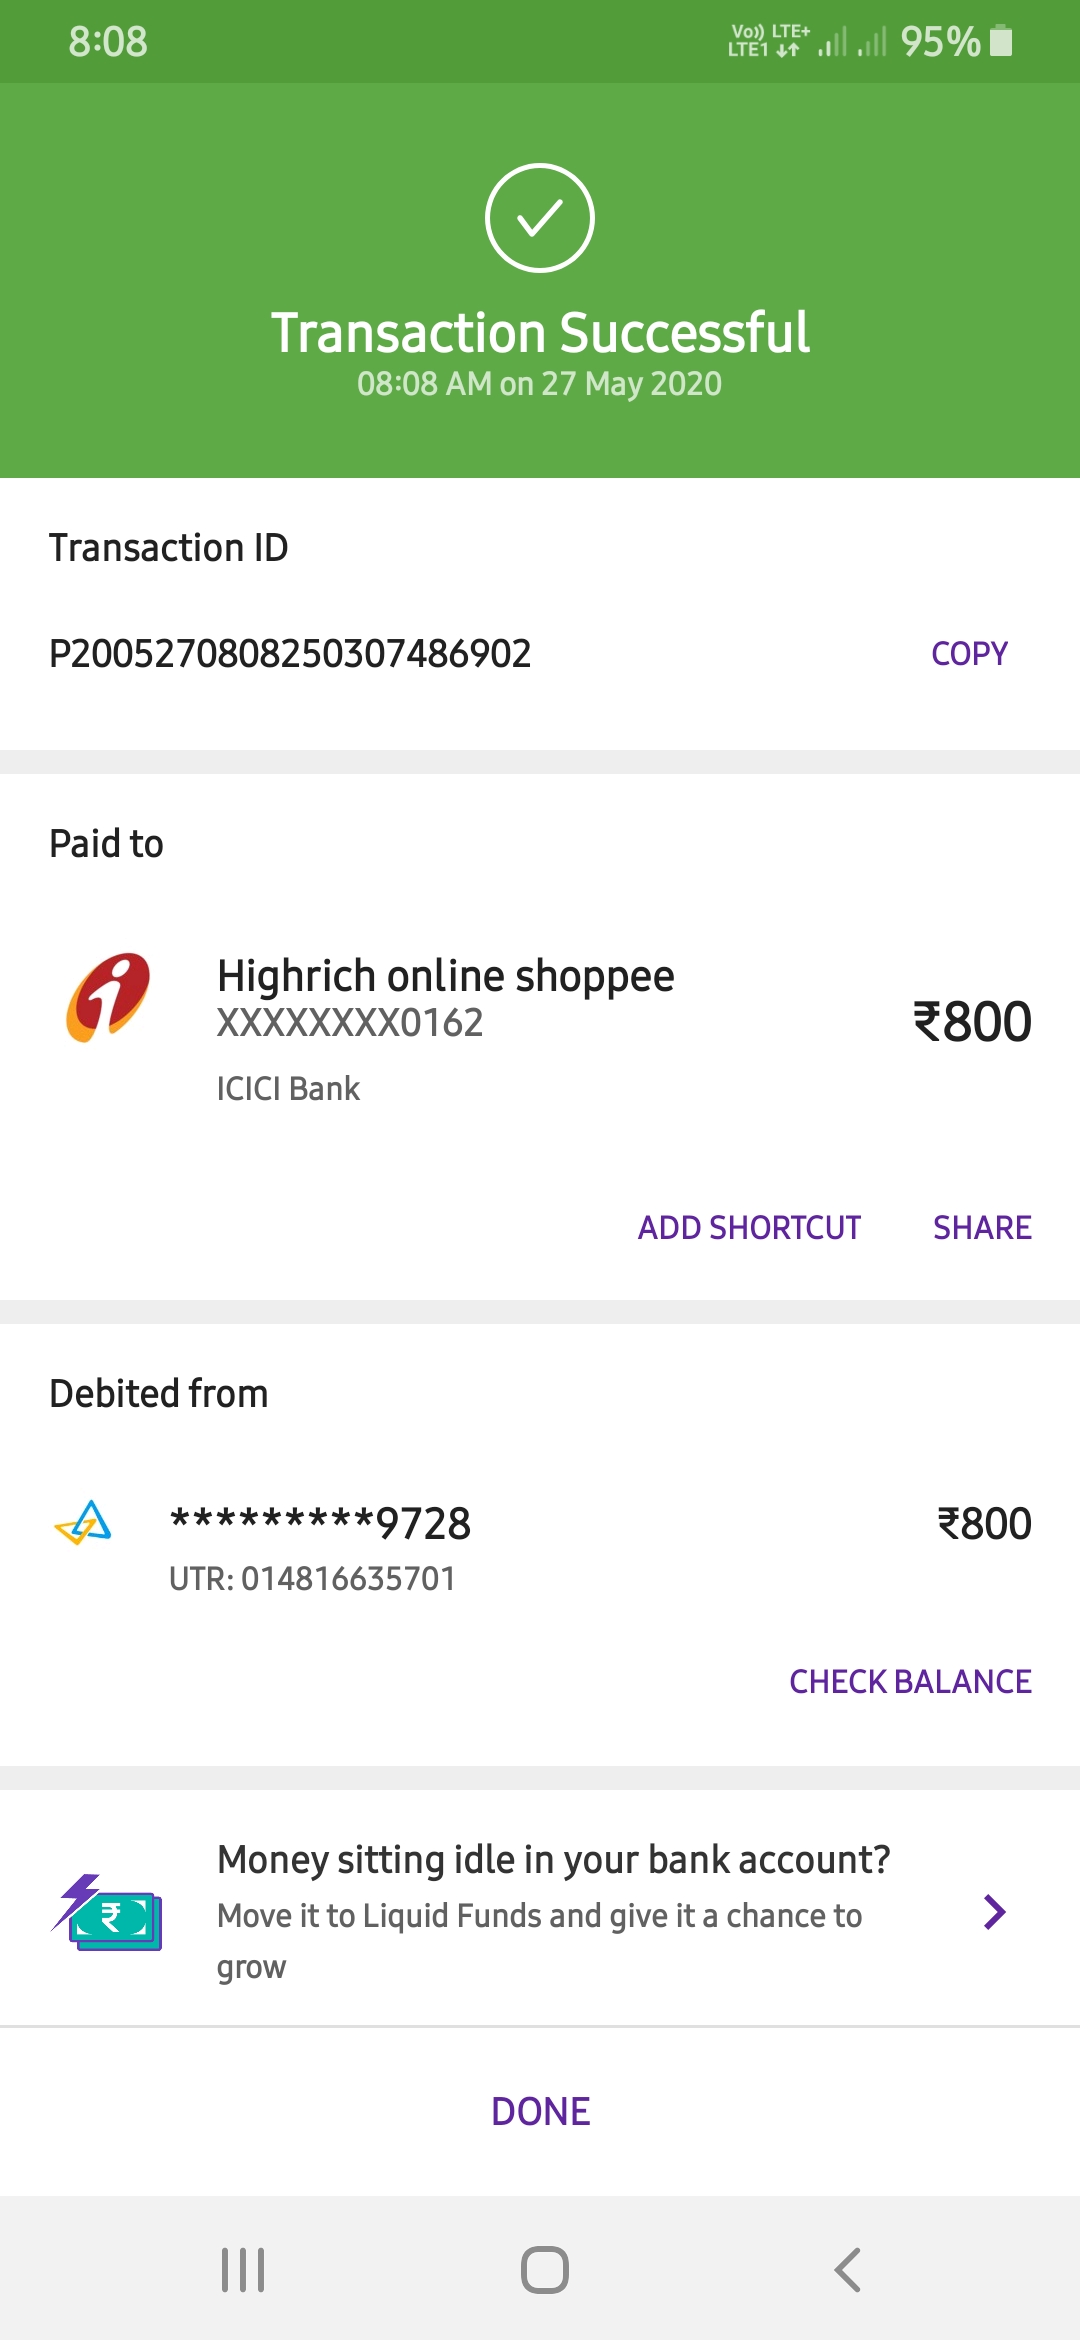 8:08
Vo)) LTE+
LTE1
95%
Transaction Successful
08:08 AM on 27 May 2020
Transaction ID
P2005270808250307486902
COPY
Paid to
Highrich online shoppee
XXXXXXXX0162
₹800
ICICI Bank
ADD SHORTCUT
SHARE
Debited from
*********9728
₹800
UTR: 014816635701
CHECK BALANCE
Money sitting idle in your bank account?
Move it to Liquid Funds and give it a chance to
grow
DONE